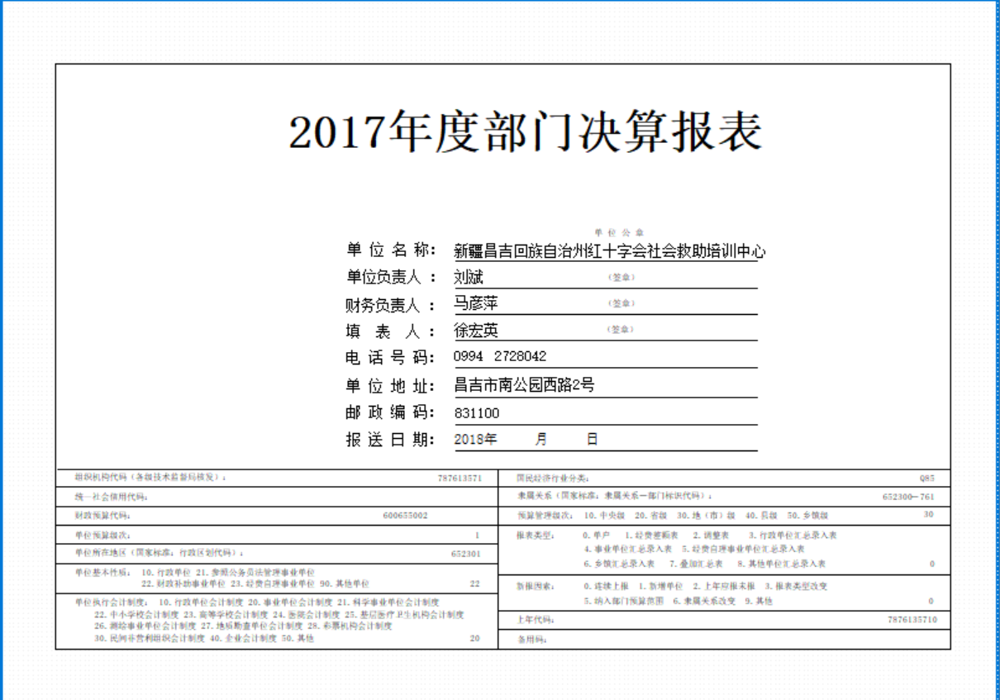 2017年度部门决算报表
单 位 公 章
单 位 名 称： 新疆昌吉回族自治州红十字会社会救助培训中心
单位负责人 ： 刘斌 （签章）
财务负责人 ： 马彦萍 （签章）
填 表 人 ： 徐宏英 （签章）
电 话 号 码： 0994 2728042
单 位 地 址： 昌吉市南公园西路2号
邮 政 编 码： 831100
报 送 日 期： 2018年 月 日
组织机构代码（各级技术监督局核发）： 787613571
统一社会信用代码：
财政预算代码： 600655002
单位预算级次： 1
单位所在地区（国家标准：行政区划代码）： 652301
单位基本性质： 10.行政单位 21.参照公务员法管理事业单位
22.财政补助事业单位 23.经费自理事业单位 90.其他单位 22
单位执行会计制度： 10.行政单位会计制度 20.事业单位会计制度 21.科学事业单位会计制度
22.中小学校会计制度 23.高等学校会计制度 24.医院会计制度 25.基层医疗卫生机构会计制度
26.测绘事业单位会计制度 27.地质勘查单位会计制度 28.彩票机构会计制度
30.民间非营利组织会计制度 40.企业会计制度 50.其他 20
国民经济行业分类： Q85
隶属关系（国家标准：隶属关系—部门标识代码）： 652300—761
预算管理级次： 10.中央级 20.省级 30.地（市）级 40.县级 50.乡镇级 30
报表类型： 0.单户 1.经费差额表 2.调整表 3.行政单位汇总录入表
4.事业单位汇总录入表 5.经费自理事业单位汇总录入表
6.乡镇汇总录入表 7.叠加汇总表 8.其他单位汇总录入表 0
新报因素： 0.连续上报 1.新增单位 2.上年应报未报 3.报表类型改变
5.纳入部门预算范围 6.隶属关系改变 9.其他 0
上年代码： 7876135710
备用码：